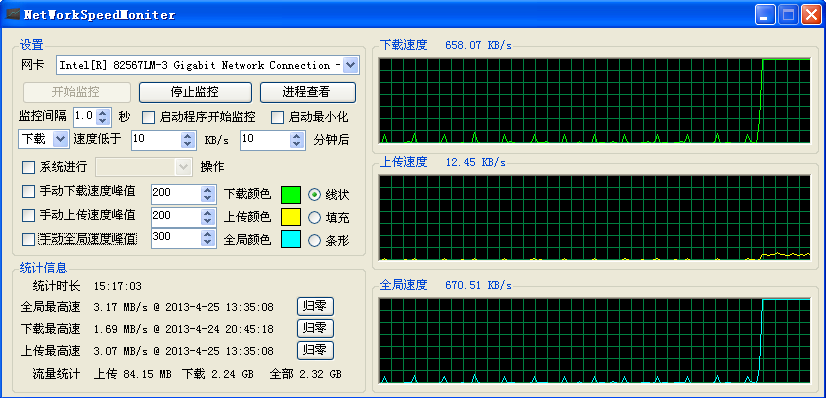 NetWorkSpeedMoniter
设置
网卡 Intel[R] 82567LM-3 Gigabit Network Connection -
开始监控 停止监控 进程查看
监控间隔 1.0 秒 启动程序开始监控 启动最小化
下载 速度低于 10 KB/s 10 分钟后
系统进行 操作
手动下载速度峰值 200 下载颜色 线状
手动上传速度峰值 200 上传颜色 填充
手动全局速度峰值 300 全局颜色 条形
统计信息
统计时长 15:17:03
全局最高速 3.17 MB/s @ 2013-4-25 13:35:08 归零
下载最高速 1.69 MB/s @ 2013-4-24 20:45:18 归零
上传最高速 3.07 MB/s @ 2013-4-25 13:35:08 归零
流量统计 上传 84.15 MB 下载 2.24 GB 全部 2.32 GB
下载速度 658.07 KB/s
上传速度 12.45 KB/s
全局速度 670.51 KB/s